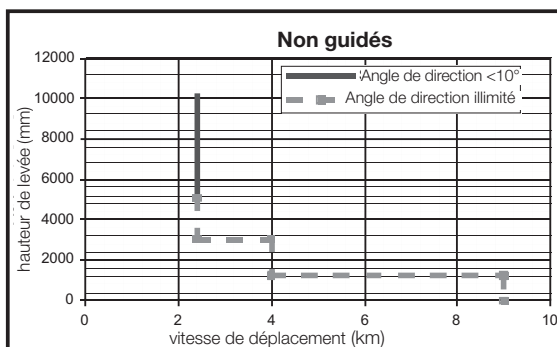 Non guidés
Angle de direction <10°
Angle de direction illimité
hauteur de levée (mm)
12000
10000
8000
6000
4000
2000
0
0 2 4 6 8 10
vitesse de déplacement (km)